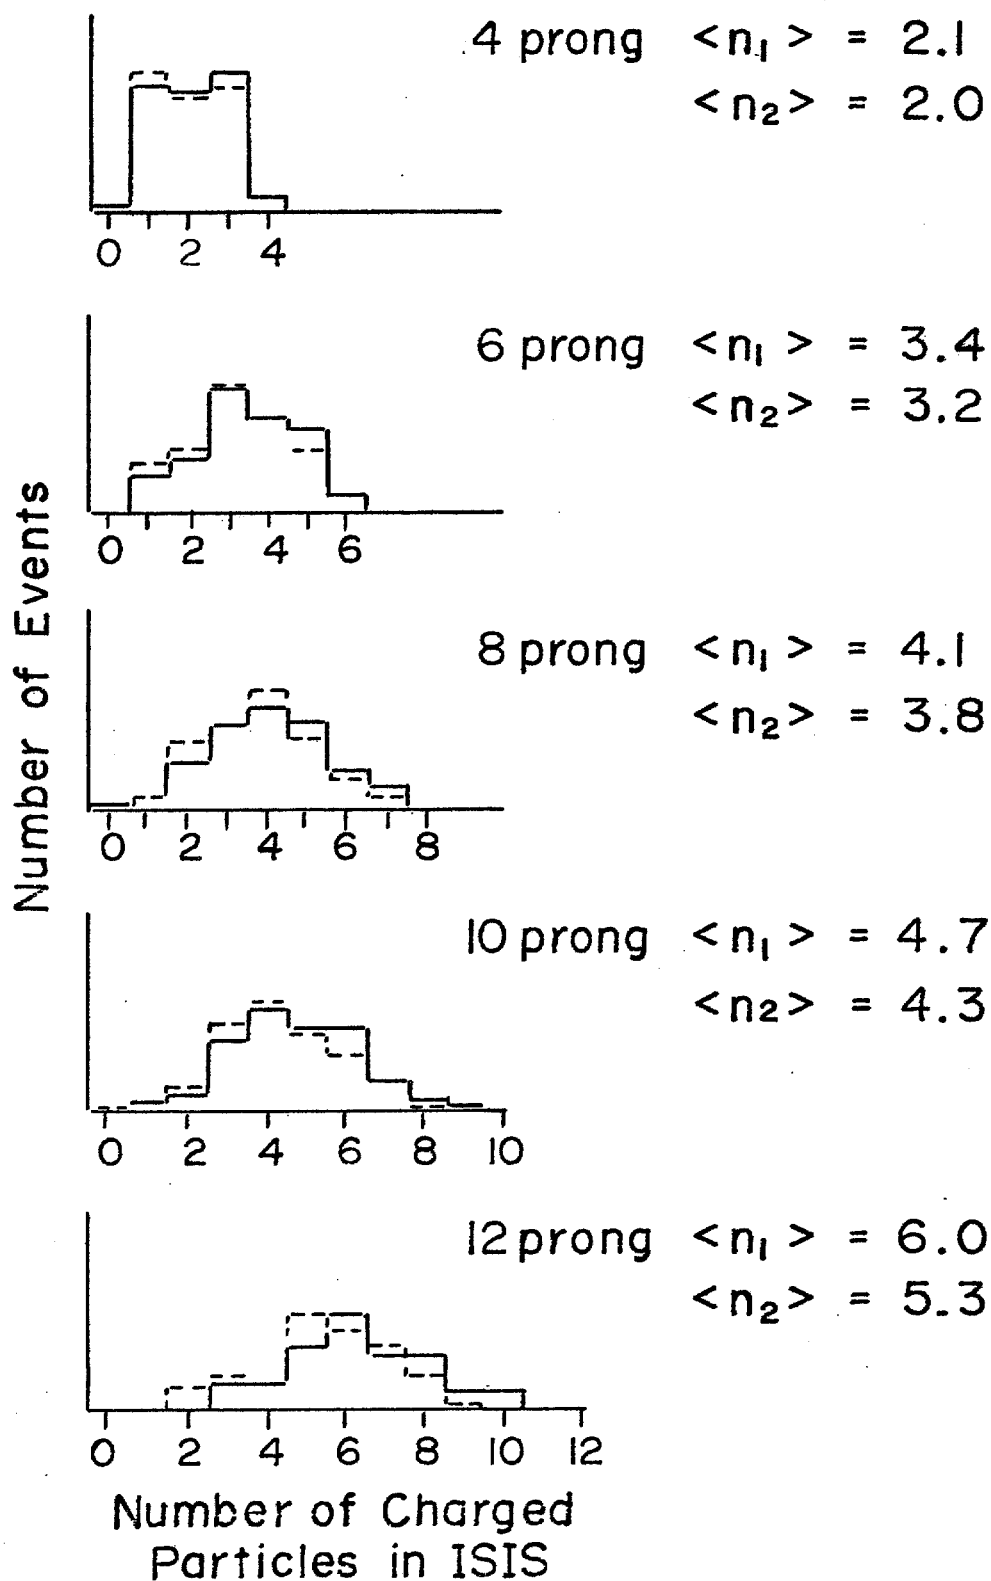 4 prong <n₁> = 2.1
<n₂> = 2.0
0 2 4
6 prong <n₁> = 3.4
<n₂> = 3.2
0 2 4 6
Number of Events
8 prong <n₁> = 4.1
<n₂> = 3.8
0 2 4 6 8
10 prong <n₁> = 4.7
<n₂> = 4.3
0 2 4 6 8 10
12 prong <n₁> = 6.0
<n₂> = 5.3
0 2 4 6 8 10 12
Number of Charged
Particles in ISIS